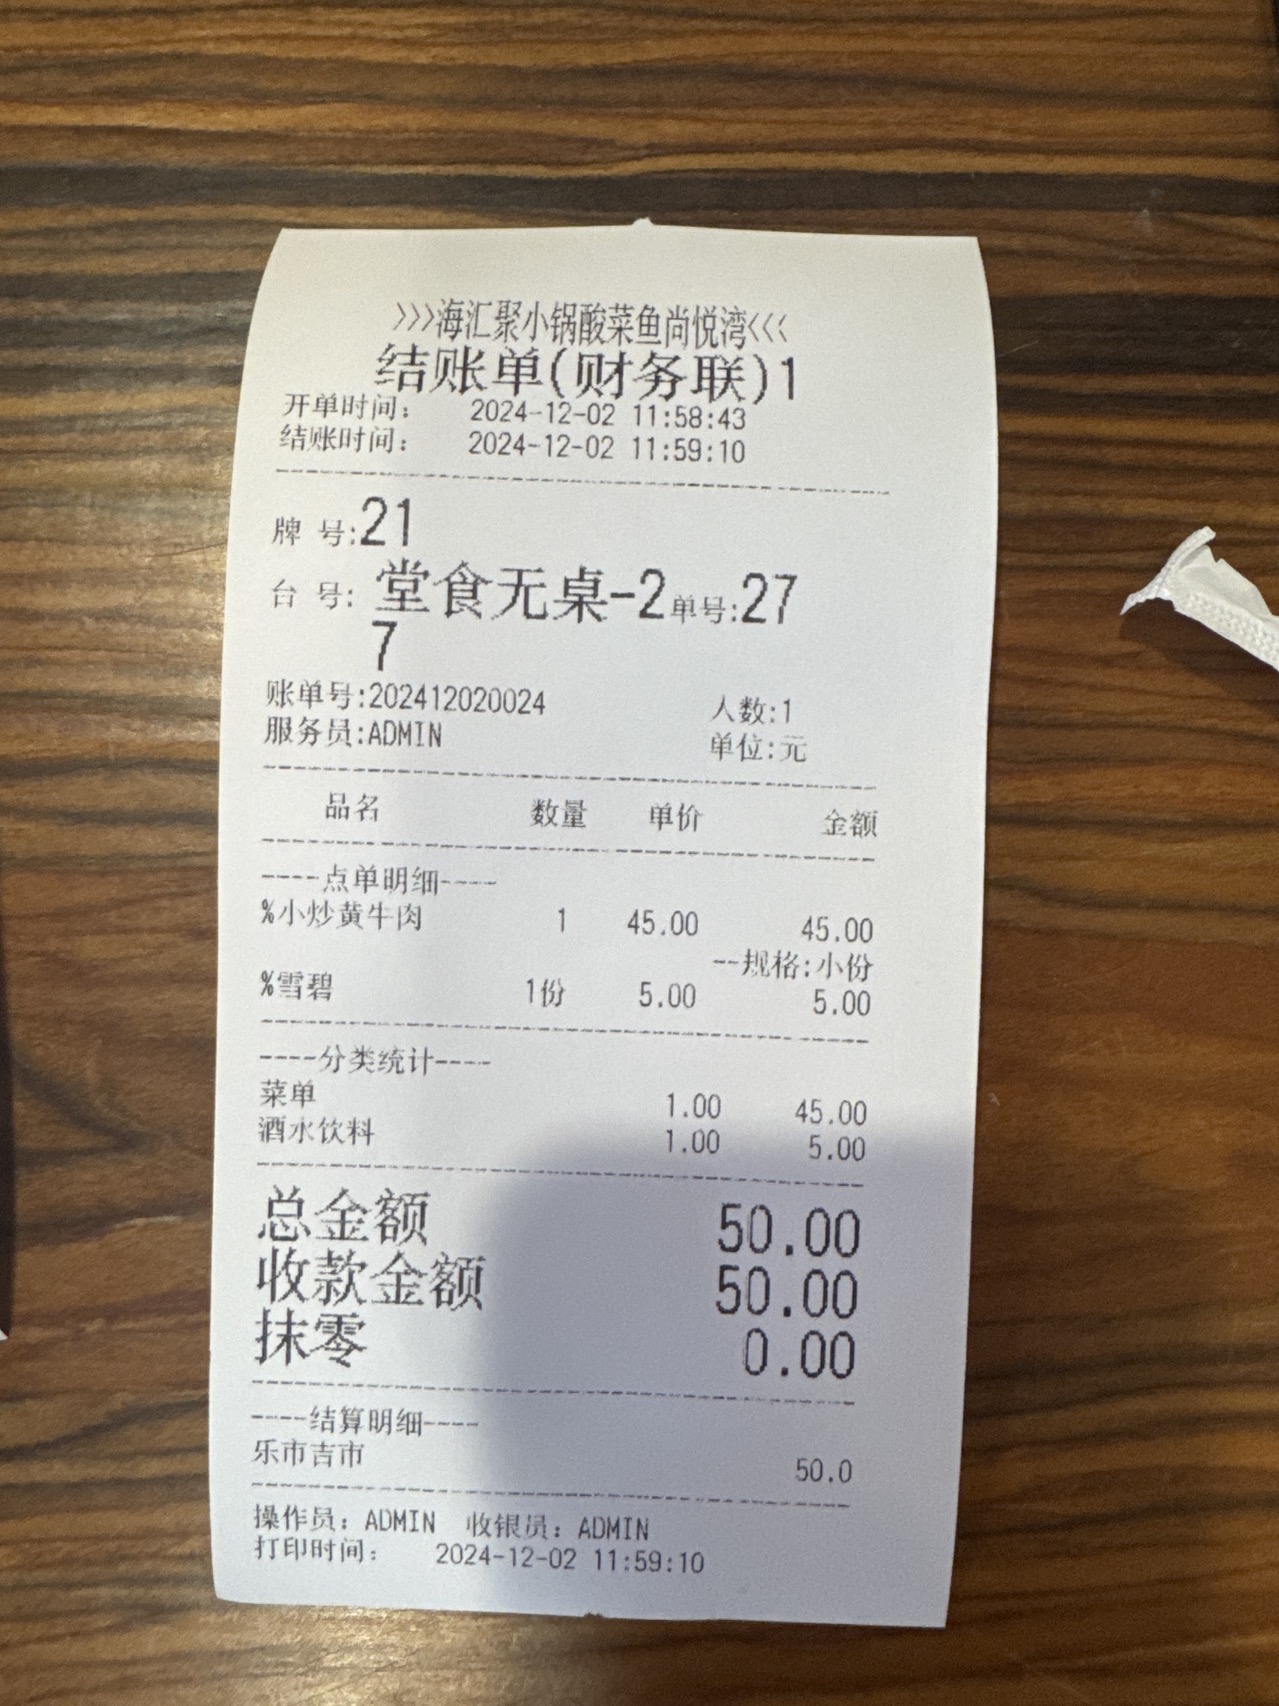 >>>海汇聚小锅酸菜鱼尚悦湾<<<
结账单(财务联)1
开单时间: 2024-12-02 11:58:43
结账时间: 2024-12-02 11:59:10
牌 号:21
台 号: 堂食无桌-2 单号:27
7
账单号:202412020024 人数:1
服务员:ADMIN 单位:元
品名 数量 单价 金额
----点单明细----
%小炒黄牛肉 1 45.00 45.00
--规格:小份
%雪碧 1份 5.00 5.00
----分类统计----
菜单 1.00 45.00
酒水饮料 1.00 5.00
总金额 50.00
收款金额 50.00
抹零 0.00
----结算明细----
乐市吉市 50.0
操作员: ADMIN 收银员: ADMIN
打印时间: 2024-12-02 11:59:10